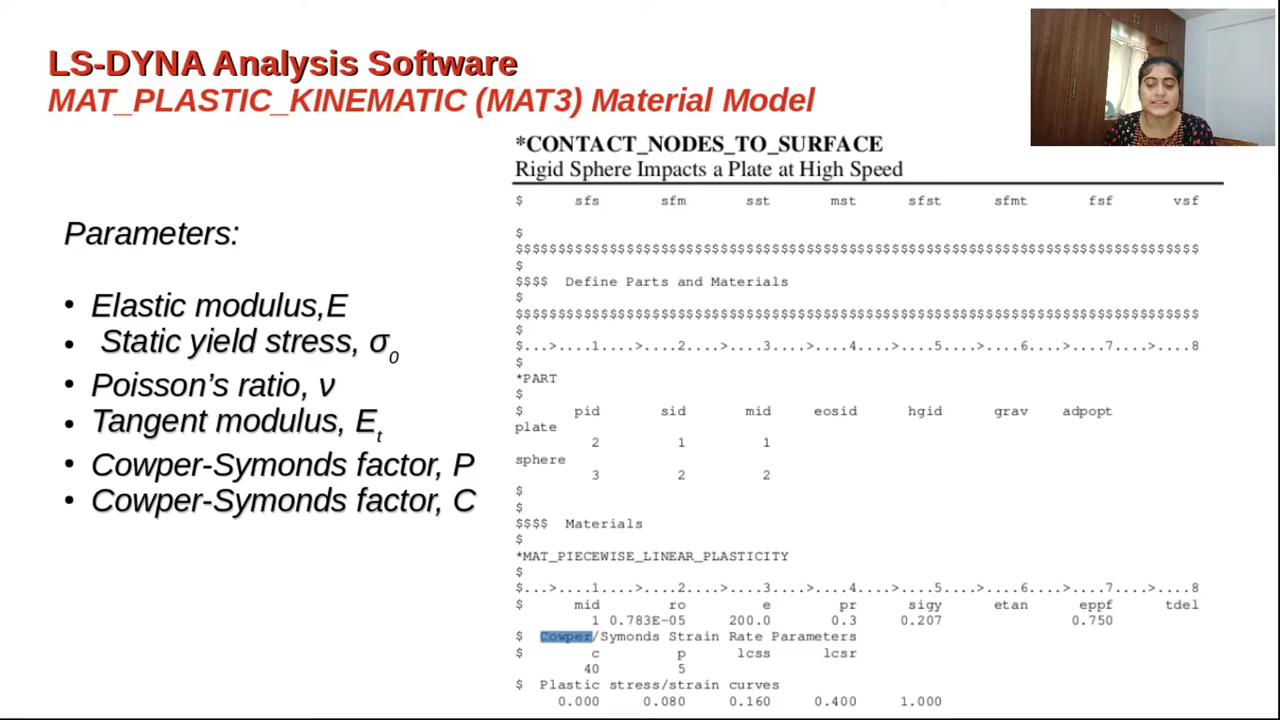 LS-DYNA Analysis Software
MAT_PLASTIC_KINEMATIC (MAT3) Material Model
Parameters:
• Elastic modulus,E
• Static yield stress, σ0
• Poisson's ratio, ν
• Tangent modulus, Et
• Cowper-Symonds factor, P
• Cowper-Symonds factor, C
*CONTACT_NODES_TO_SURFACE
Rigid Sphere Impacts a Plate at High Speed
$ sfs sfm sst mst sfst sfmt fsf vsf
$
$$$$$$$$$$$$$$$$$$$$$$$$$$$$$$$$$$$$$$$$$$$$$$$$$$$$$$$$$$$$$$$$$$$$$$$$$$$$$$$$
$
$$$$ Define Parts and Materials
$
$$$$$$$$$$$$$$$$$$$$$$$$$$$$$$$$$$$$$$$$$$$$$$$$$$$$$$$$$$$$$$$$$$$$$$$$$$$$$$$$
$
$...>....1....>....2....>....3....>....4....>....5....>....6....>....7....>....8
$
*PART
$
$ pid sid mid eosid hgid grav adpopt
plate
2 1 1
sphere
3 2 2
$
$
$$$$ Materials
$
*MAT_PIECEWISE_LINEAR_PLASTICITY
$
$...>....1....>....2....>....3....>....4....>....5....>....6....>....7....>....8
$ mid ro e pr sigy etan eppf tdel
1 0.783E-05 200.0 0.3 0.207 0.750
$ Cowper/Symonds Strain Rate Parameters
$ c p lcss lcsr
40 5
$ Plastic stress/strain curves
0.000 0.080 0.160 0.400 1.000